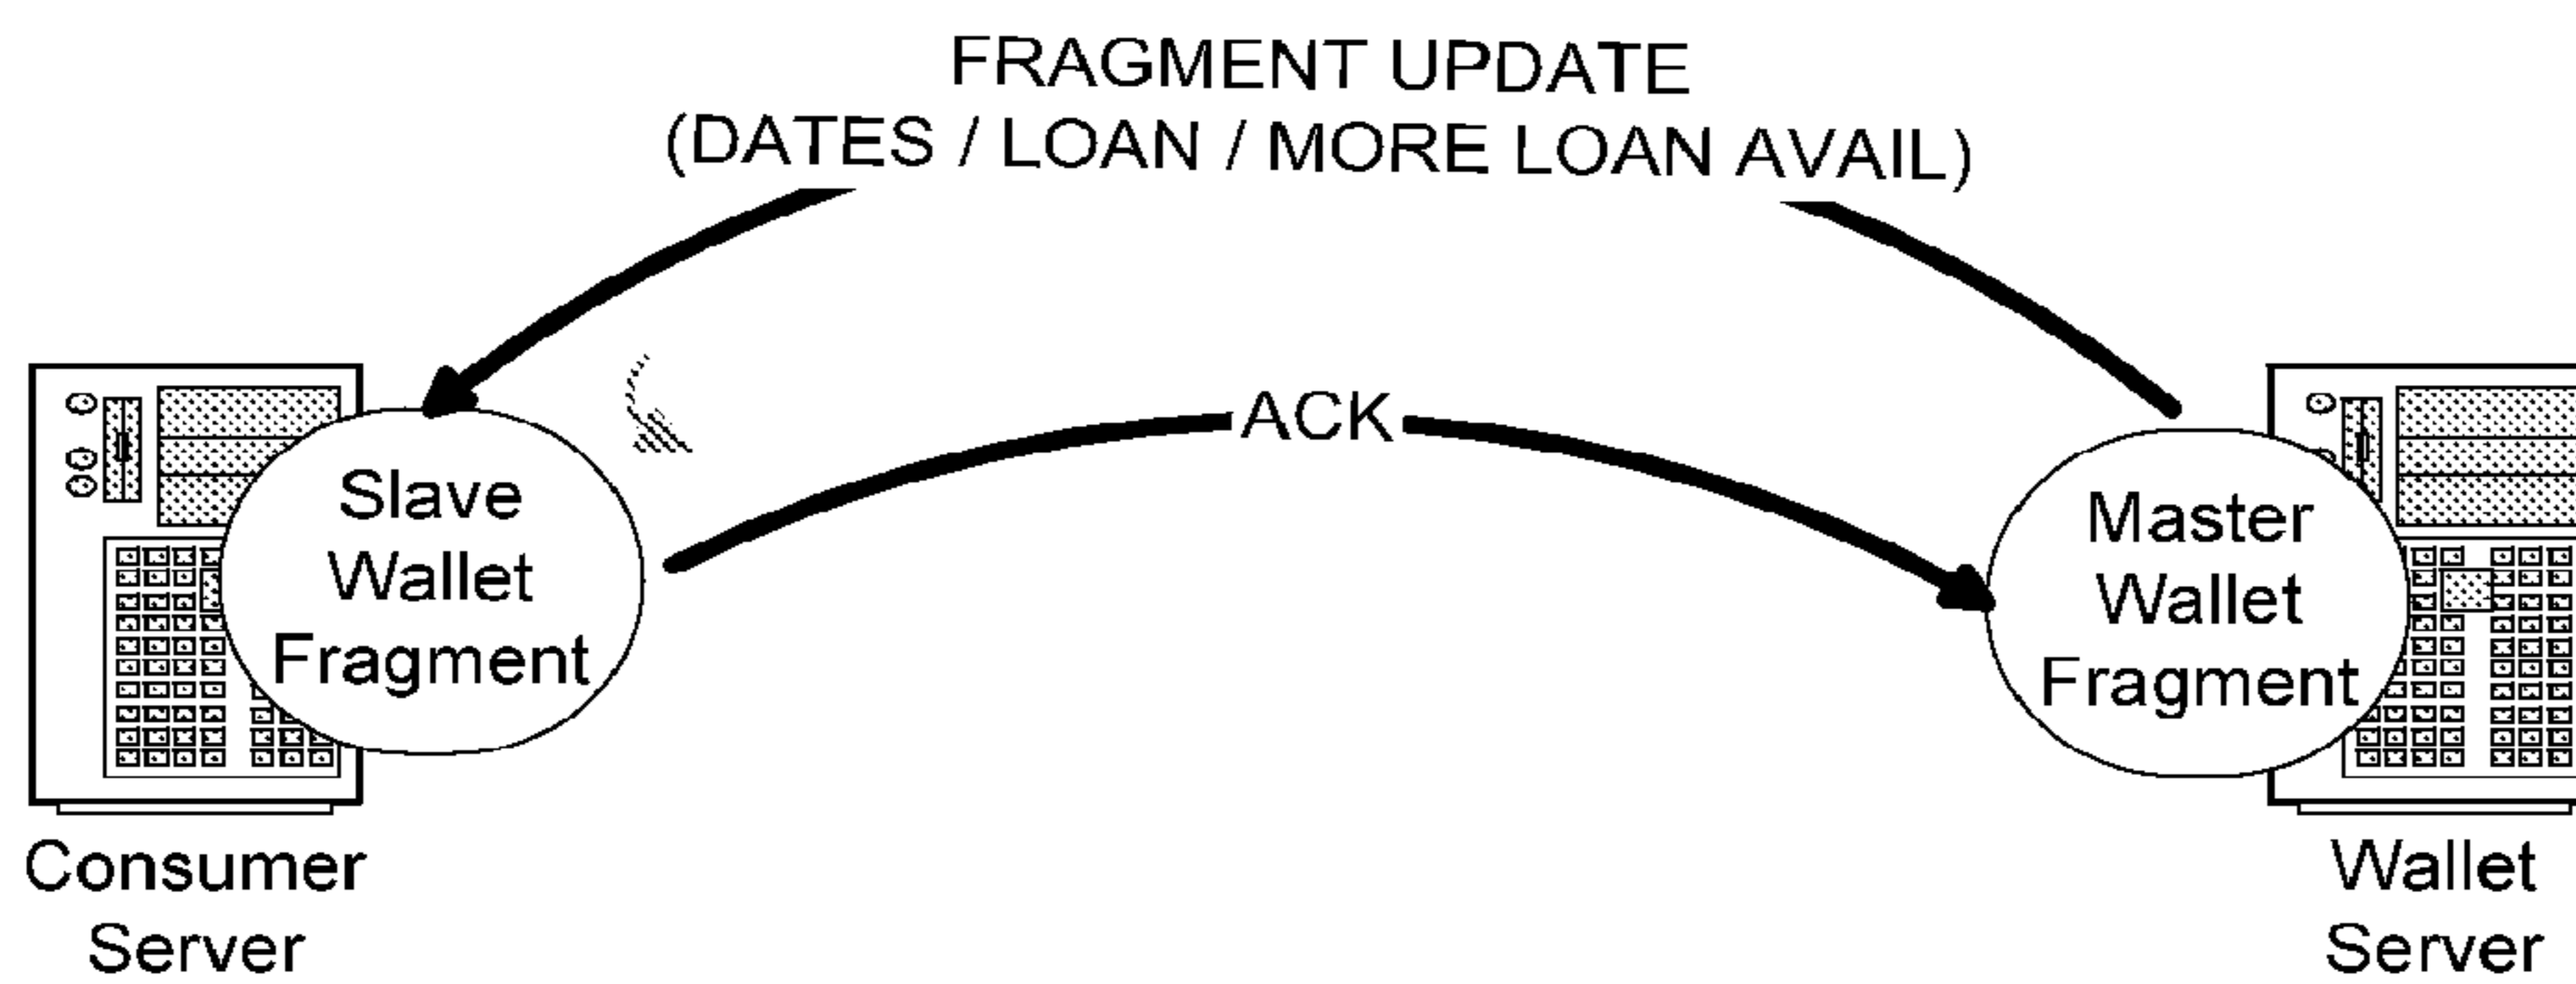 FRAGMENT UPDATE
(DATES / LOAN / MORE LOAN AVAIL)
ACK
Slave
Wallet
Fragment
Master
Wallet
Fragment
Consumer
Server
Wallet
Server